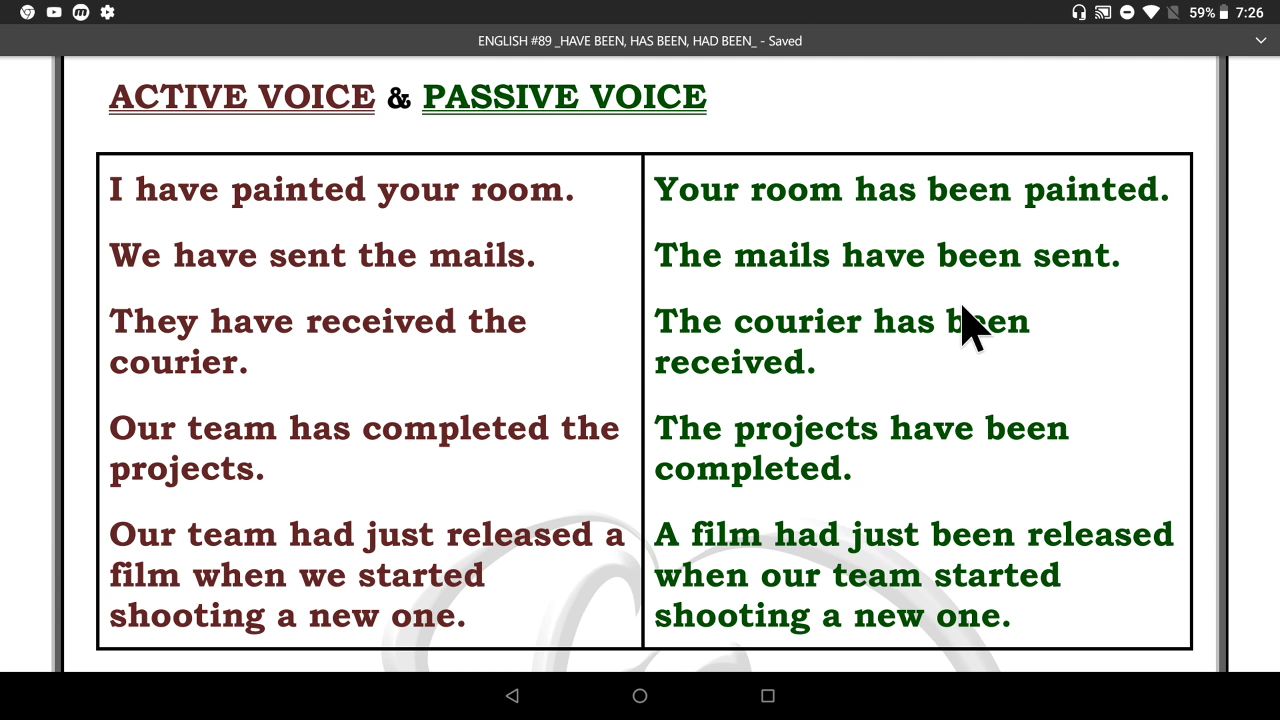 59% 7:26
ENGLISH #89 _HAVE BEEN, HAS BEEN, HAD BEEN_ - Saved
ACTIVE VOICE & PASSIVE VOICE
I have painted your room.
We have sent the mails.
They have received the
courier.
Our team has completed the
projects.
Our team had just released a
film when we started
shooting a new one.
Your room has been painted.
The mails have been sent.
The courier has been
received.
The projects have been
completed.
A film had just been released
when our team started
shooting a new one.